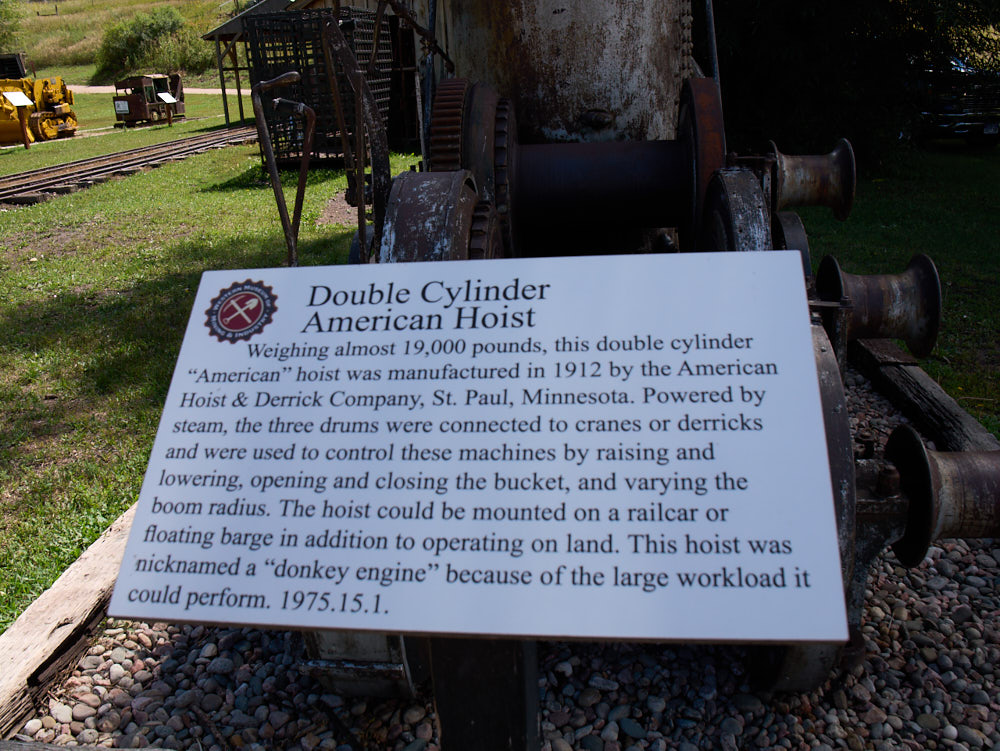 WESTERN MUSEUM
MINING & INDUSTRY
Double Cylinder
American Hoist
Weighing almost 19,000 pounds, this double cylinder
“American” hoist was manufactured in 1912 by the American
Hoist & Derrick Company, St. Paul, Minnesota. Powered by
steam, the three drums were connected to cranes or derricks
and were used to control these machines by raising and
lowering, opening and closing the bucket, and varying the
boom radius. The hoist could be mounted on a railcar or
floating barge in addition to operating on land. This hoist was
nicknamed a “donkey engine” because of the large workload it
could perform. 1975.15.1.